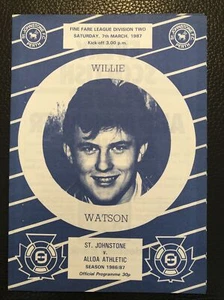 FINE FARE LEAGUE DIVISION TWO
SATURDAY, 7th MARCH, 1987
Kick-off 3.00 p.m.
WILLIE
WATSON
ST. JOHNSTONE
v.
ALLOA ATHLETIC
SEASON 1986/87
Official Programme 30p